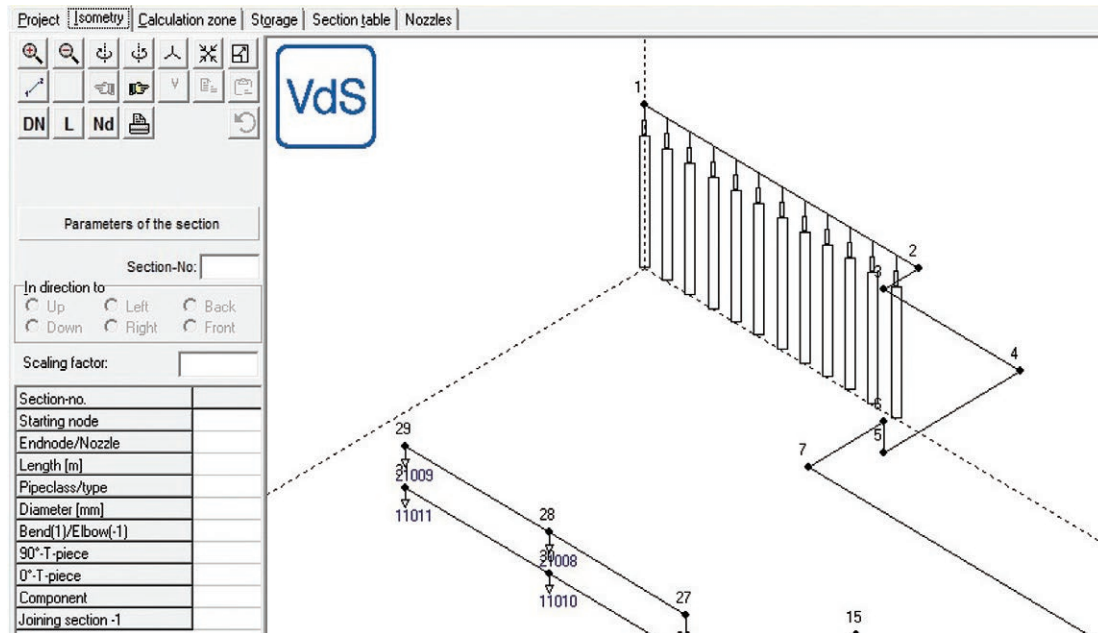 Project
Isometry
Calculation zone
Storage
Section table
Nozzles
DN
L
Nd
Parameters of the section
Section-No:
In direction to
Up
Left
Back
Down
Right
Front
Scaling factor:
Section-no.
Starting node
Endnode/Nozzle
Length [m]
Pipeclass/type
Diameter [mm]
Bend(1)/Elbow(-1)
90°-T-piece
0°-T-piece
Component
Joining section -1
VdS
1
2
3
4
6
5
7
29
21009
11011
28
21008
11010
27
15